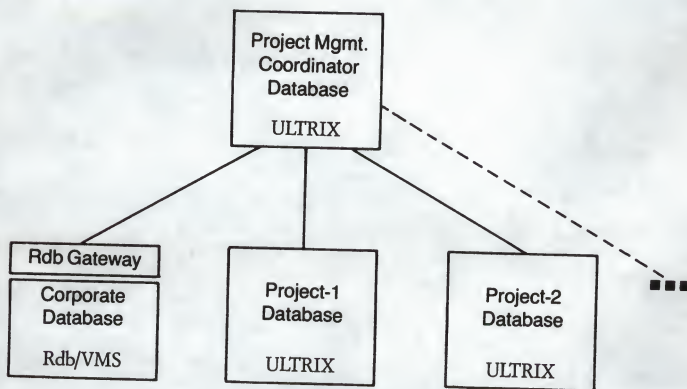 Project Mgmt.
Coordinator
Database
ULTRIX
Rdb Gateway
Corporate
Database
Rdb/VMS
Project-1
Database
ULTRIX
Project-2
Database
ULTRIX